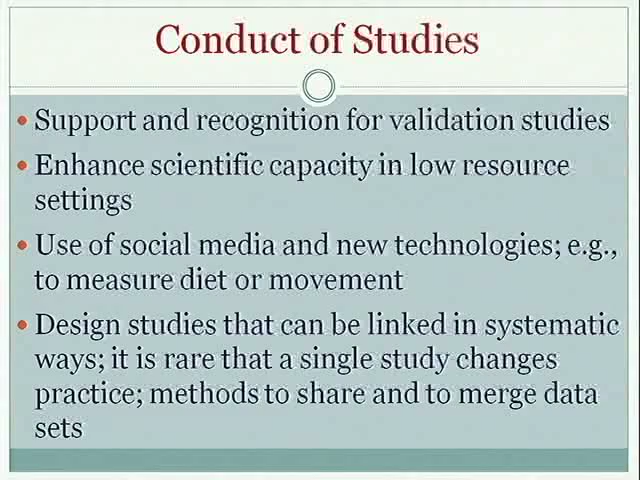 Conduct of Studies
• Support and recognition for validation studies
• Enhance scientific capacity in low resource
settings
• Use of social media and new technologies; e.g.,
to measure diet or movement
• Design studies that can be linked in systematic
ways; it is rare that a single study changes
practice; methods to share and to merge data
sets